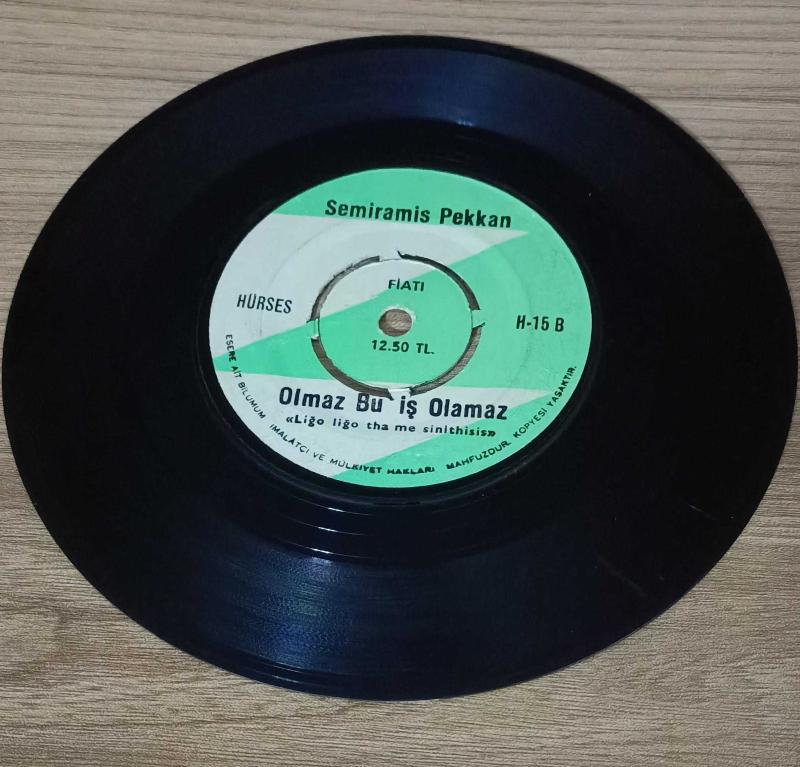 Semiramis Pekkan
FİATI
HÜRSES
H-15 B
12.50 TL.
Olmaz Bu iş Olamaz
«Liğo liğo tha me sinithisis»
ESERE AİT BİLUMUM İMALÂTÇI VE MÜLKİYET HAKLARI MAHFUZDUR. KOPYESİ YASAKTIR.